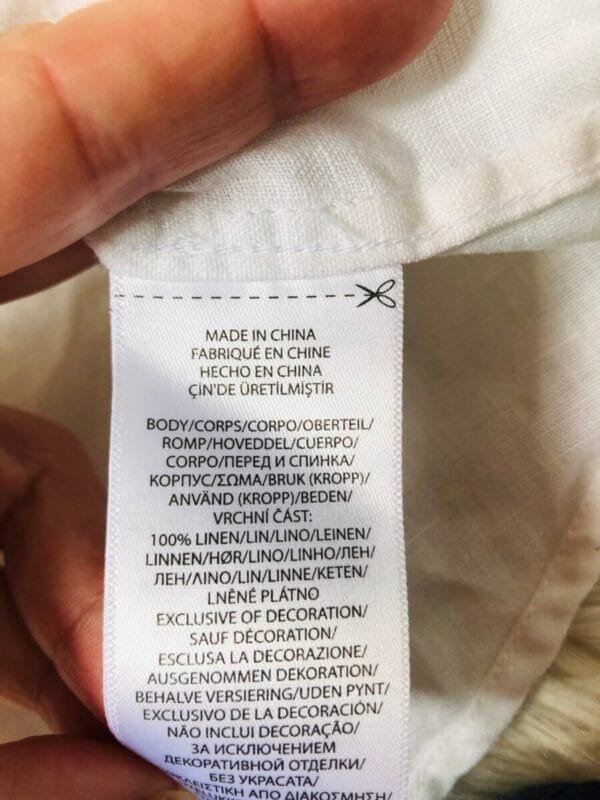 MADE IN CHINA
FABRIQUÉ EN CHINE
HECHO EN CHINA
ÇİN'DE ÜRETİLMİŞTİR
BODY/CORPS/CORPO/OBERTEIL/
ROMP/HOVEDDEL/CUERPO/
CORPO/ПЕРЕД И СПИНКА/
КОРПУС/ΣΩΜΑ/BRUK (KROPP)/
ANVÄND (KROPP)/BEDEN/
VRCHNÍ ČÁST:
100% LINEN/LIN/LINO/LEINEN/
LINNEN/HØR/LINO/LINHO/ЛЕН/
ЛЕН/ΛΙΝΟ/LIN/LINNE/KETEN/
LNĚNÉ PLÁTNO
EXCLUSIVE OF DECORATION/
SAUF DÉCORATION/
ESCLUSA LA DECORAZIONE/
AUSGENOMMEN DEKORATION/
BEHALVE VERSIERING/UDEN PYNT/
EXCLUSIVO DE LA DECORACIÓN/
NÃO INCLUI DECORAÇÃO/
ЗА ИСКЛЮЧЕНИЕМ
ДЕКОРАТИВНОЙ ОТДЕЛКИ/
БЕЗ УКРАСАТА/
ΑΠΟ ΔΙΑΚΟΣΜΗΣΗ/